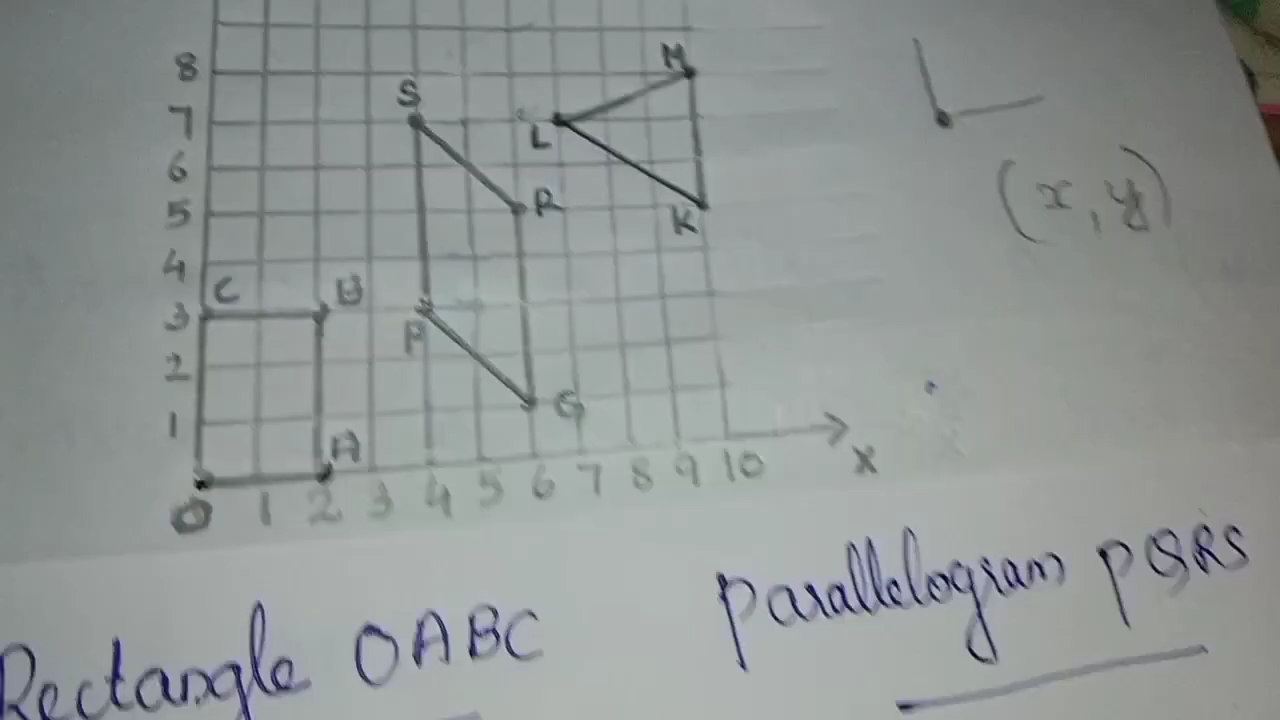 8 M
S
7 L
6
5 R K
4
C B
3
P
2
1 G
A
O 1 2 3 4 5 6 7 8 9 10 x
(x, y)
Rectangle OABC
Parallelogram PQRS